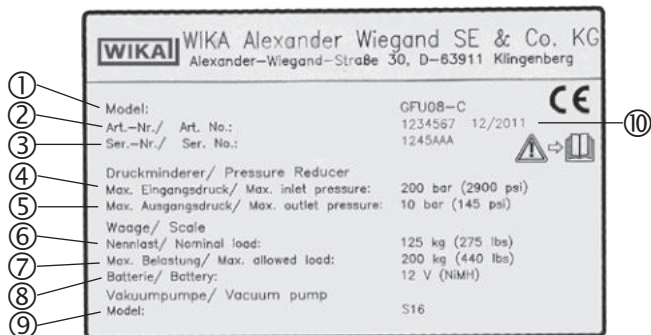 WIKAI WIKA Alexander Wiegand SE & Co. KG
Alexander-Wiegand-Straße 30, D-63911 Klingenberg
① Model: GFU08-C CE
② Art.-Nr./ Art. No.: 1234567 12/2011 ⑩
③ Ser.-Nr./ Ser. No.: 1245AAA
Druckminderer/ Pressure Reducer
④ Max. Eingangsdruck/ Max. inlet pressure: 200 bar (2900 psi)
⑤ Max. Ausgangsdruck/ Max. outlet pressure: 10 bar (145 psi)
Waage/ Scale
⑥ Nennlast/ Nominal load: 125 kg (275 lbs)
⑦ Max. Belastung/ Max. allowed load: 200 kg (440 lbs)
⑧ Batterie/ Battery: 12 V (NiMH)
Vakuumpumpe/ Vacuum pump
⑨ Model: S16